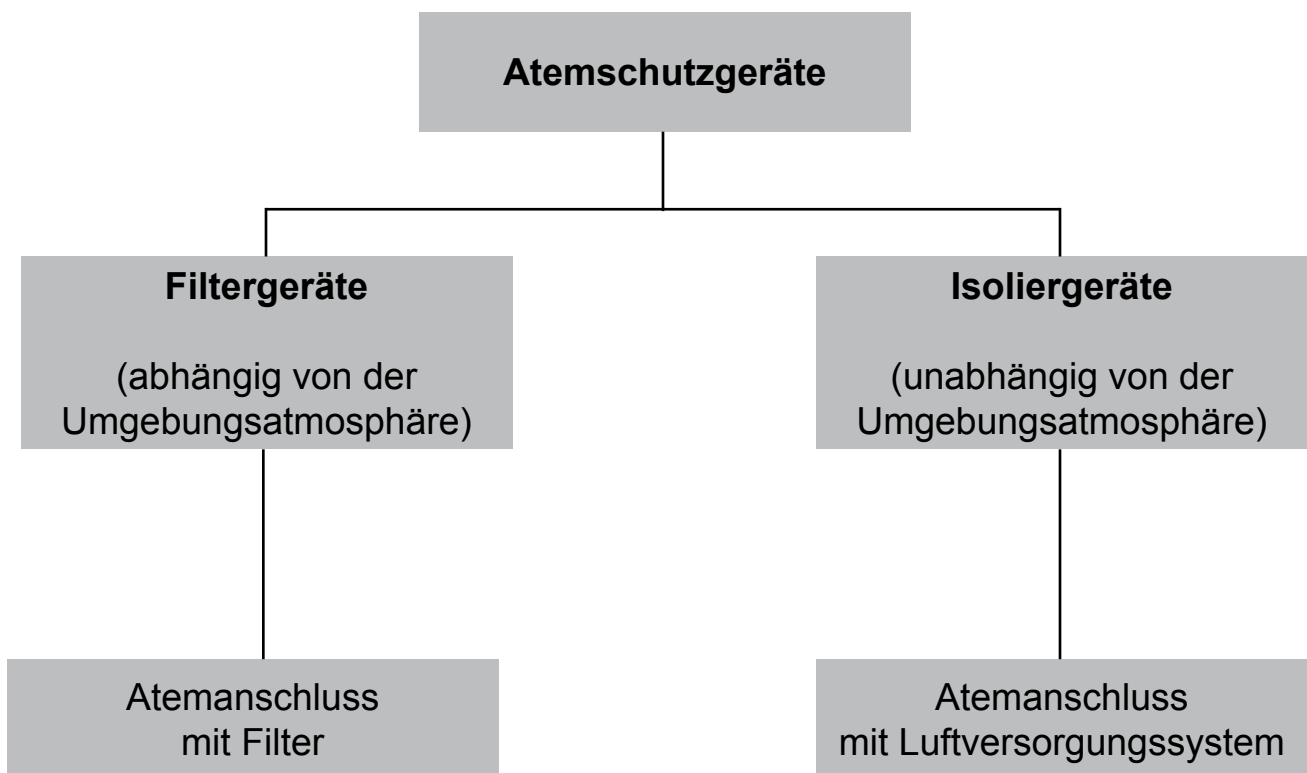 Atemschutzgeräte
Filtergeräte
(abhängig von der
Umgebungsatmosphäre)
Isoliergeräte
(unabhängig von der
Umgebungsatmosphäre)
Atemanschluss
mit Filter
Atemanschluss
mit Luftversorgungssystem